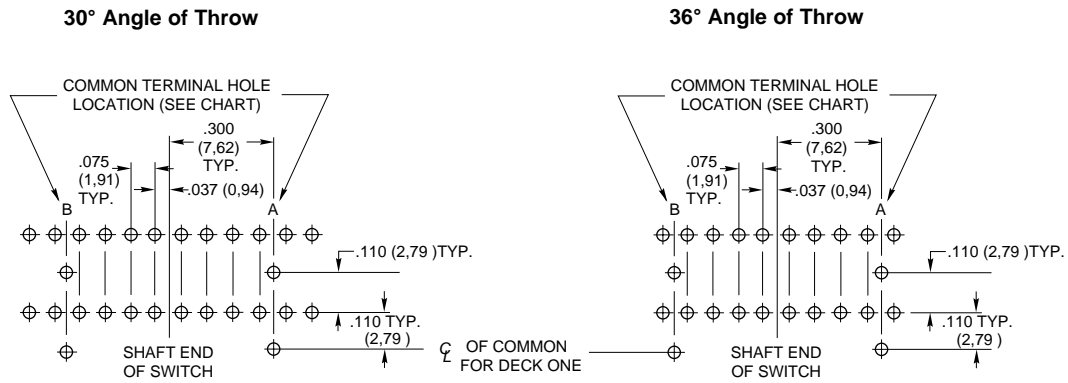 30° Angle of Throw
36° Angle of Throw
COMMON TERMINAL HOLE
LOCATION (SEE CHART)
.300
(7,62)
TYP.
.075
(1,91)
TYP.
.037 (0,94)
B
A
.110 (2,79 )TYP.
.110 TYP.
(2,79 )
SHAFT END
OF SWITCH
COMMON TERMINAL HOLE
LOCATION (SEE CHART)
.300
(7,62)
TYP.
.075
(1,91)
TYP.
.037 (0,94)
B
A
.110 (2,79 )TYP.
.110 TYP.
(2,79 )
℄ OF COMMON
FOR DECK ONE
SHAFT END
OF SWITCH